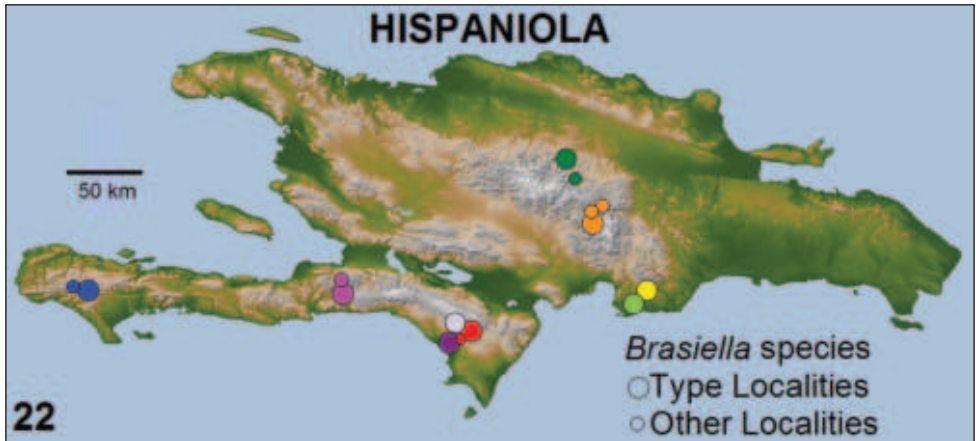 HISPANIOLA
50 km
Brasiella species
Type Localities
Other Localities
22